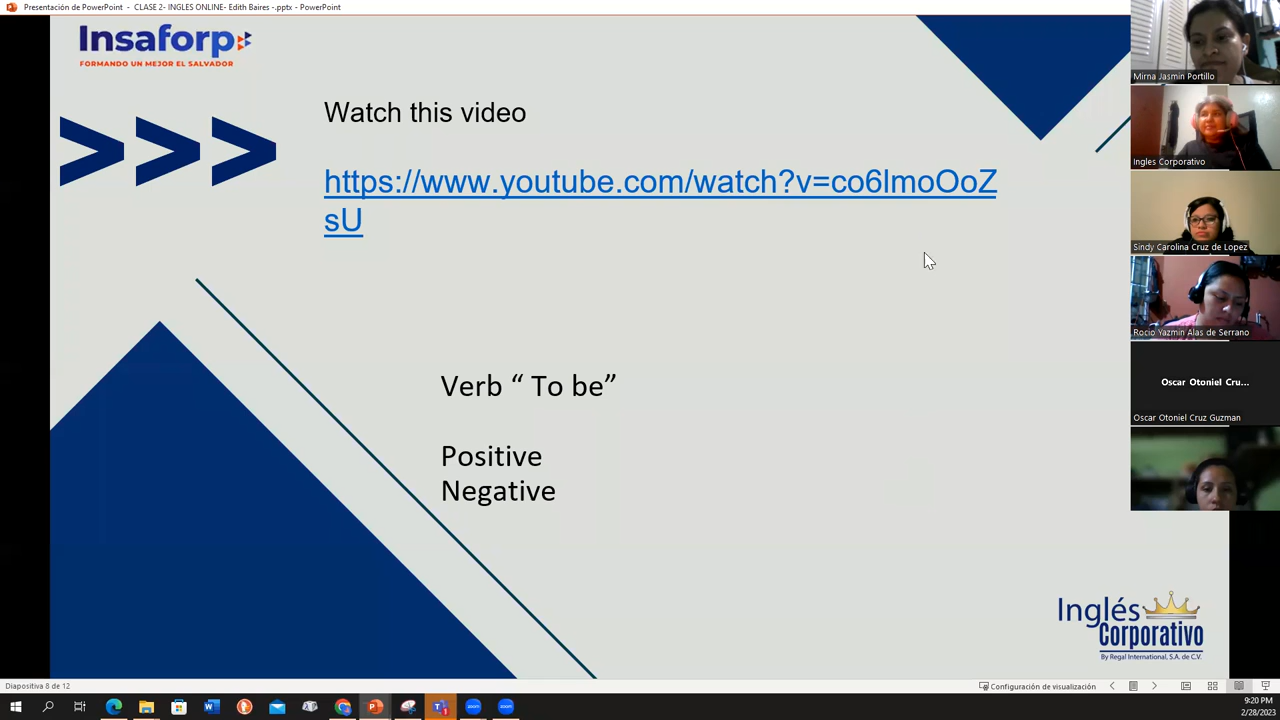 Presentación de PowerPoint - CLASE 2- INGLES ONLINE- Edith Baires -.pptx - PowerPoint
Insaforp
FORMANDO UN MEJOR EL SALVADOR
>>>
Watch this video
https://www.youtube.com/watch?v=co6lmoOoZ
sU
Verb “ To be”
Positive
Negative
Inglés
Corporativo
By Regal International, S.A. de C.V.
Mirna Jasmin Portillo
Ingles Corporativo
Sindy Carolina Cruz de Lopez
Rocio Yazmin Alas de Serrano
Oscar Otoniel Cru...
Oscar Otoniel Cruz Guzman
Diapositiva 8 de 12
Configuración de visualización
9:20 PM
2/28/2023